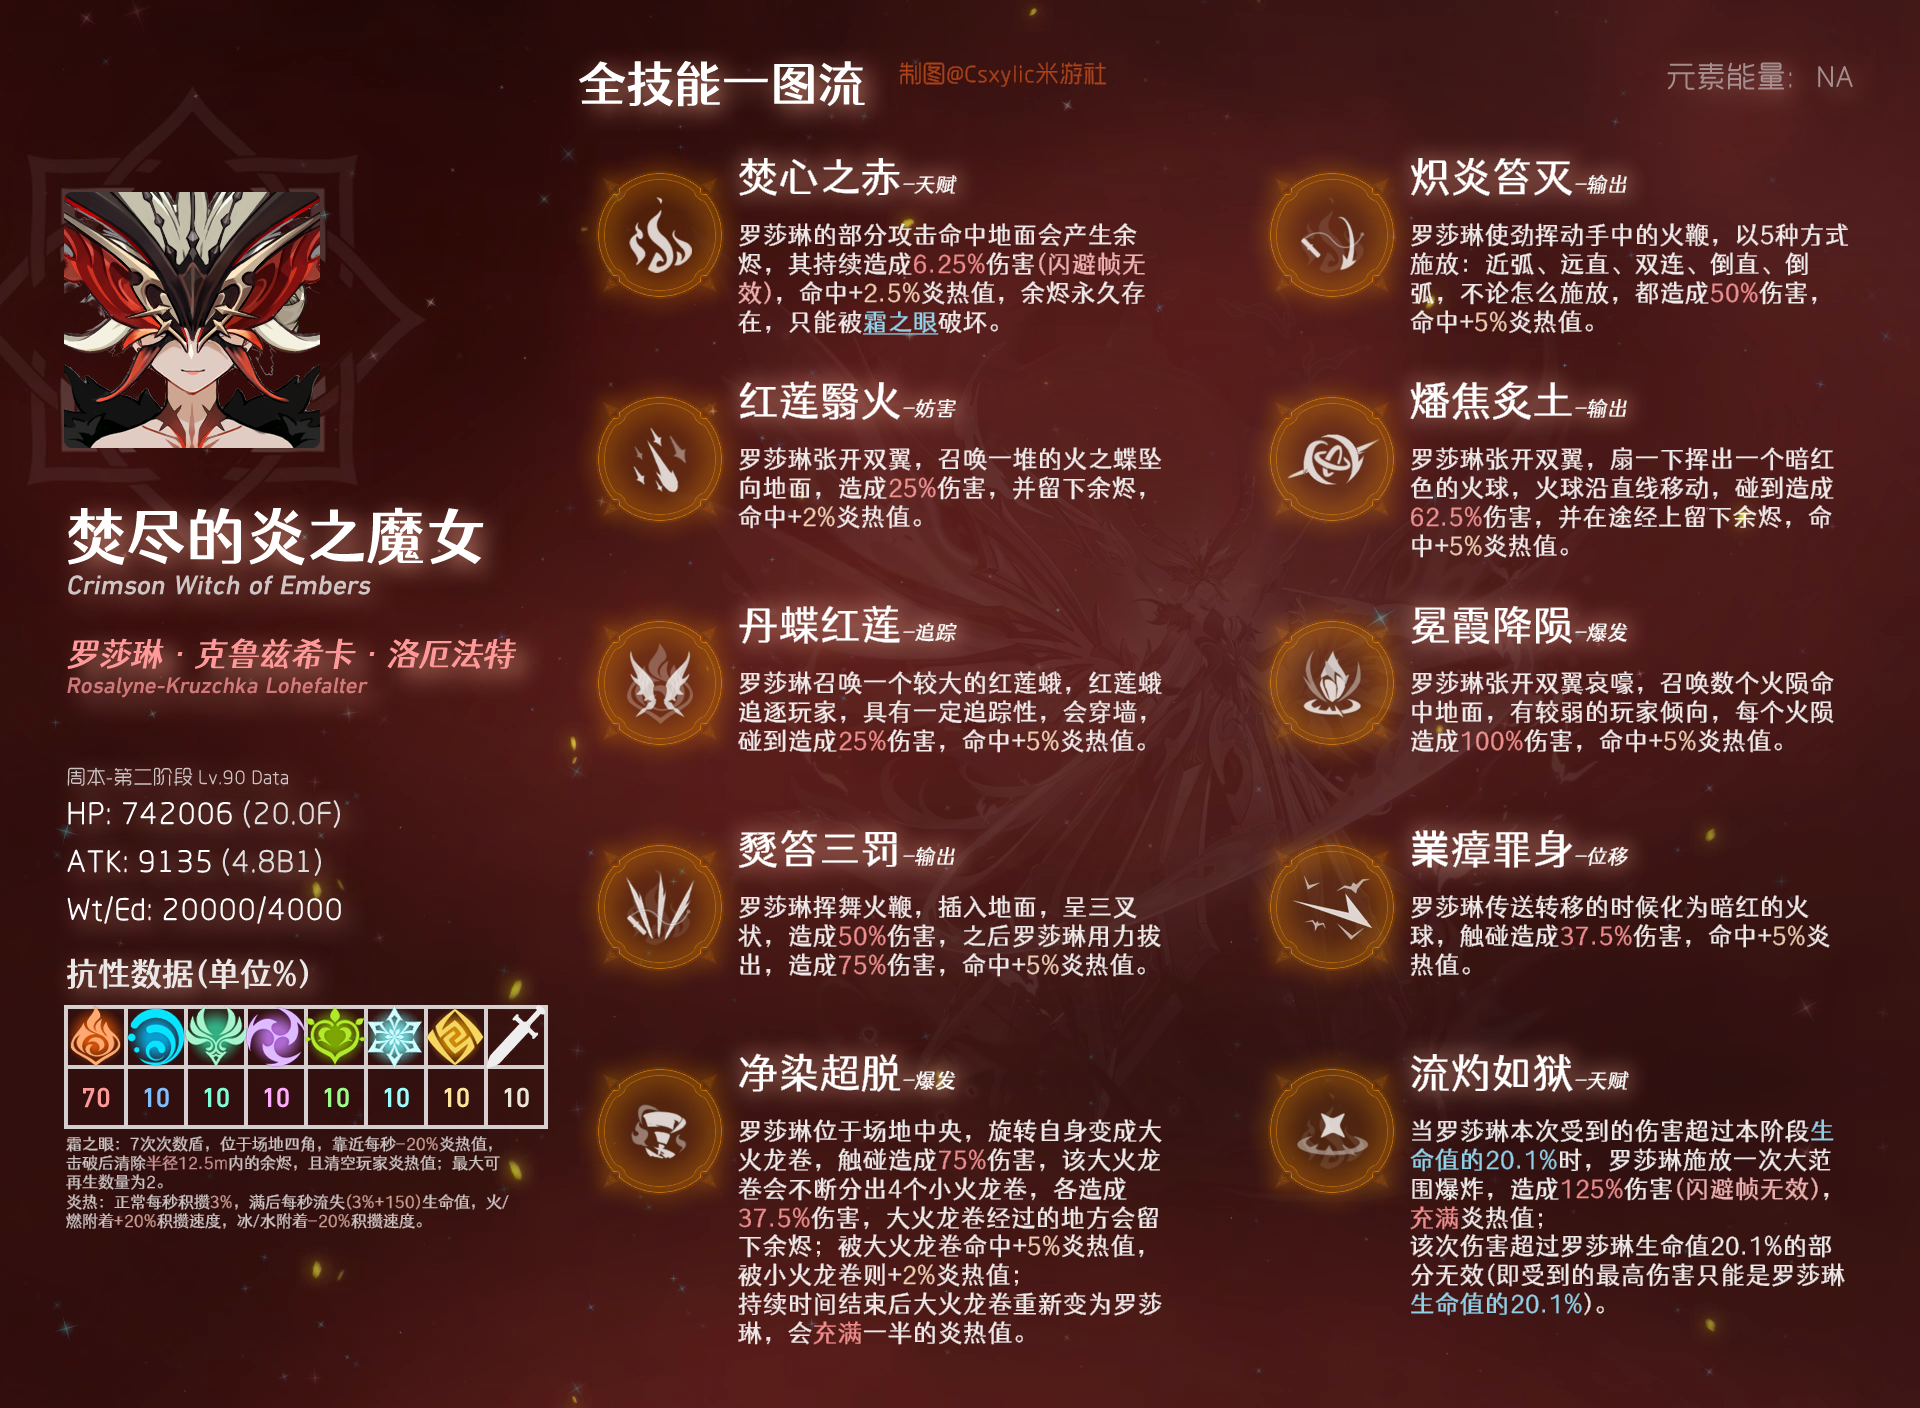 全技能一图流
制图@Csxylic米游社
元素能量： NA
焚尽的炎之魔女
Crimson Witch of Embers
罗莎琳·克鲁兹希卡·洛厄法特
Rosalyne-Kruzchka Lohefalter
周本-第二阶段 Lv.90 Data
HP: 742006 (20.0F)
ATK: 9135 (4.8B1)
Wt/Ed: 20000/4000
抗性数据(单位%)
70 10 10 10 10 10 10 10
霜之眼：7次次数盾，位于场地四角，靠近每秒-20%炎热值，
击破后清除半径12.5m内的余烬，且清空玩家炎热值；最大可
再生数量为2。
炎热：正常每秒积攒3%，满后每秒流失(3%+150)生命值，火/
燃附着+20%积攒速度，冰/水附着-20%积攒速度。
焚心之赤-天赋
罗莎琳的部分攻击命中地面会产生余
烬，其持续造成6.25%伤害(闪避帧无
效)，命中+2.5%炎热值，余烬永久存
在，只能被霜之眼破坏。
炽炎笞灭-输出
罗莎琳使劲挥动手中的火鞭，以5种方式
施放：近弧、远直、双连、倒直、倒
弧，不论怎么施放，都造成50%伤害，
命中+5%炎热值。
红莲翳火-妨害
罗莎琳张开双翼，召唤一堆的火之蝶坠
向地面，造成25%伤害，并留下余烬，
命中+2%炎热值。
燔焦炙土-输出
罗莎琳张开双翼，扇一下挥出一个暗红
色的火球，火球沿直线移动，碰到造成
62.5%伤害，并在途经上留下余烬，命
中+5%炎热值。
丹蝶红莲-追踪
罗莎琳召唤一个较大的红莲蛾，红莲蛾
追逐玩家，具有一定追踪性，会穿墙，
碰到造成25%伤害，命中+5%炎热值。
冕霞降陨-爆发
罗莎琳张开双翼哀嚎，召唤数个火陨命
中地面，有较弱的玩家倾向，每个火陨
造成100%伤害，命中+5%炎热值。
燹笞三罚-输出
罗莎琳挥舞火鞭，插入地面，呈三叉
状，造成50%伤害，之后罗莎琳用力拔
出，造成75%伤害，命中+5%炎热值。
業瘴罪身-位移
罗莎琳传送转移的时候化为暗红的火
球，触碰造成37.5%伤害，命中+5%炎
热值。
净染超脱-爆发
罗莎琳位于场地中央，旋转自身变成大
火龙卷，触碰造成75%伤害，该大火龙
卷会不断分出4个小火龙卷，各造成
37.5%伤害，大火龙卷经过的地方会留
下余烬；被大火龙卷命中+5%炎热值，
被小火龙卷则+2%炎热值；
持续时间结束后大火龙卷重新变为罗莎
琳，会充满一半的炎热值。
流灼如狱-天赋
当罗莎琳本次受到的伤害超过本阶段生
命值的20.1%时，罗莎琳施放一次大范
围爆炸，造成125%伤害(闪避帧无效)，
充满炎热值；
该次伤害超过罗莎琳生命值20.1%的部
分无效(即受到的最高伤害只能是罗莎琳
生命值的20.1%)。